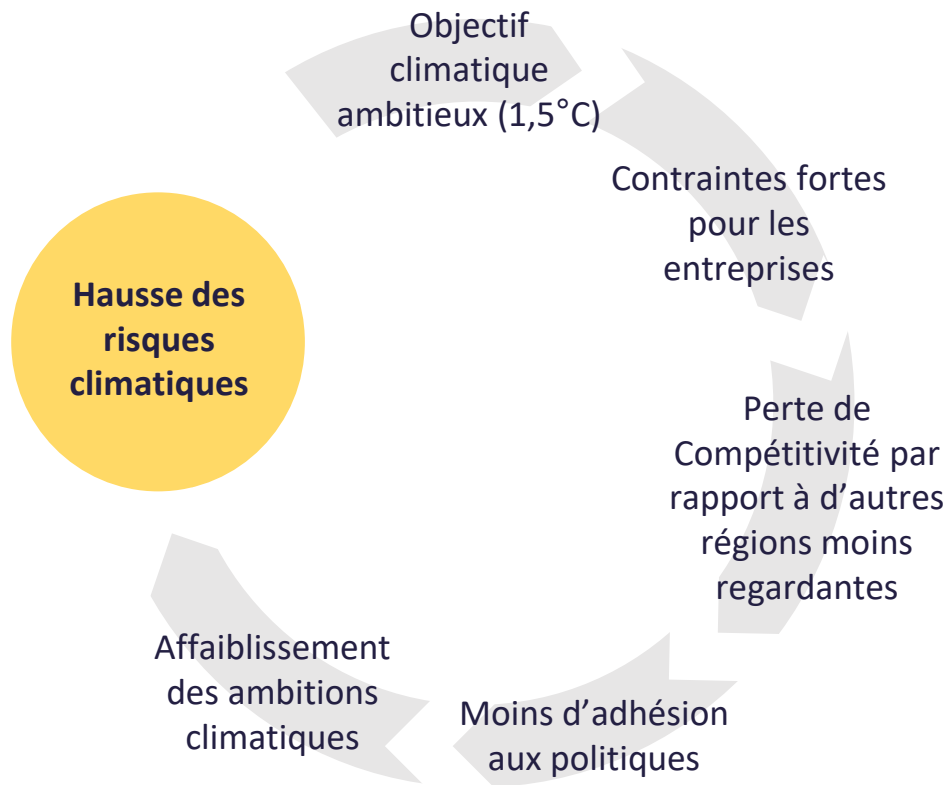 Objectif
climatique
ambitieux (1,5°C)
Contraintes fortes
pour les
entreprises
Perte de
Compétitivité par
rapport à d’autres
régions moins
regardantes
Moins d’adhésion
aux politiques
Affaiblissement
des ambitions
climatiques
Hausse des
risques
climatiques